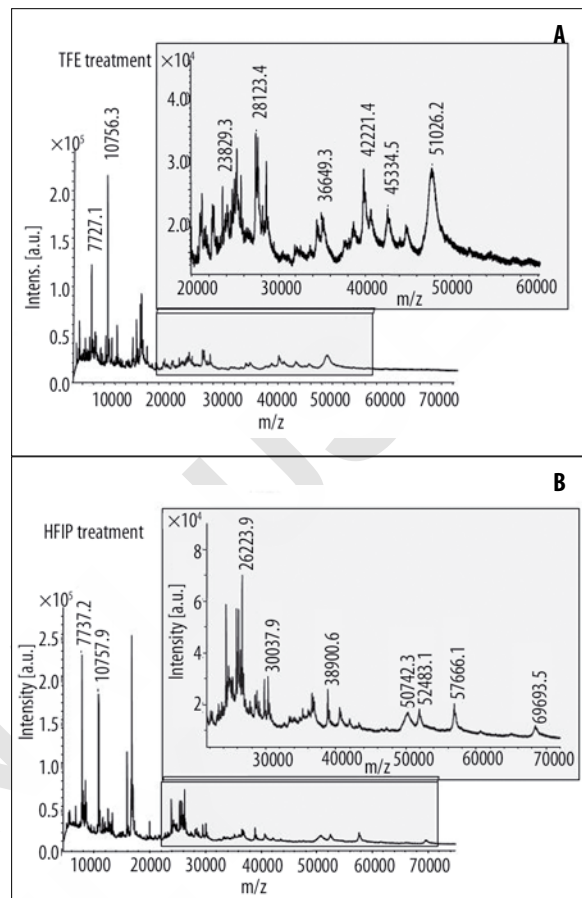 A
TFE treatment
×10⁴
4.0
3.0
2.0
23829.3
28123.4
36649.3
42221.4
45334.5
51026.2
20000 30000 40000 50000 60000
m/z
×10⁵
2.0
1.5
1.0
0.5
0.0
Intens. [a.u.]
7727.1
10756.3
10000 20000 30000 40000 50000 60000 70000
m/z
B
HFIP treatment
×10⁴
8
6
4
2
Intensity [a.u.]
26223.9
30037.9
38900.6
50742.3
52483.1
57666.1
69693.5
30000 40000 50000 60000 70000
m/z
×10⁵
2.5
2.0
1.5
1.0
0.5
0.0
Intensity [a.u.]
7737.2
10757.9
10000 20000 30000 40000 50000 60000 70000
m/z